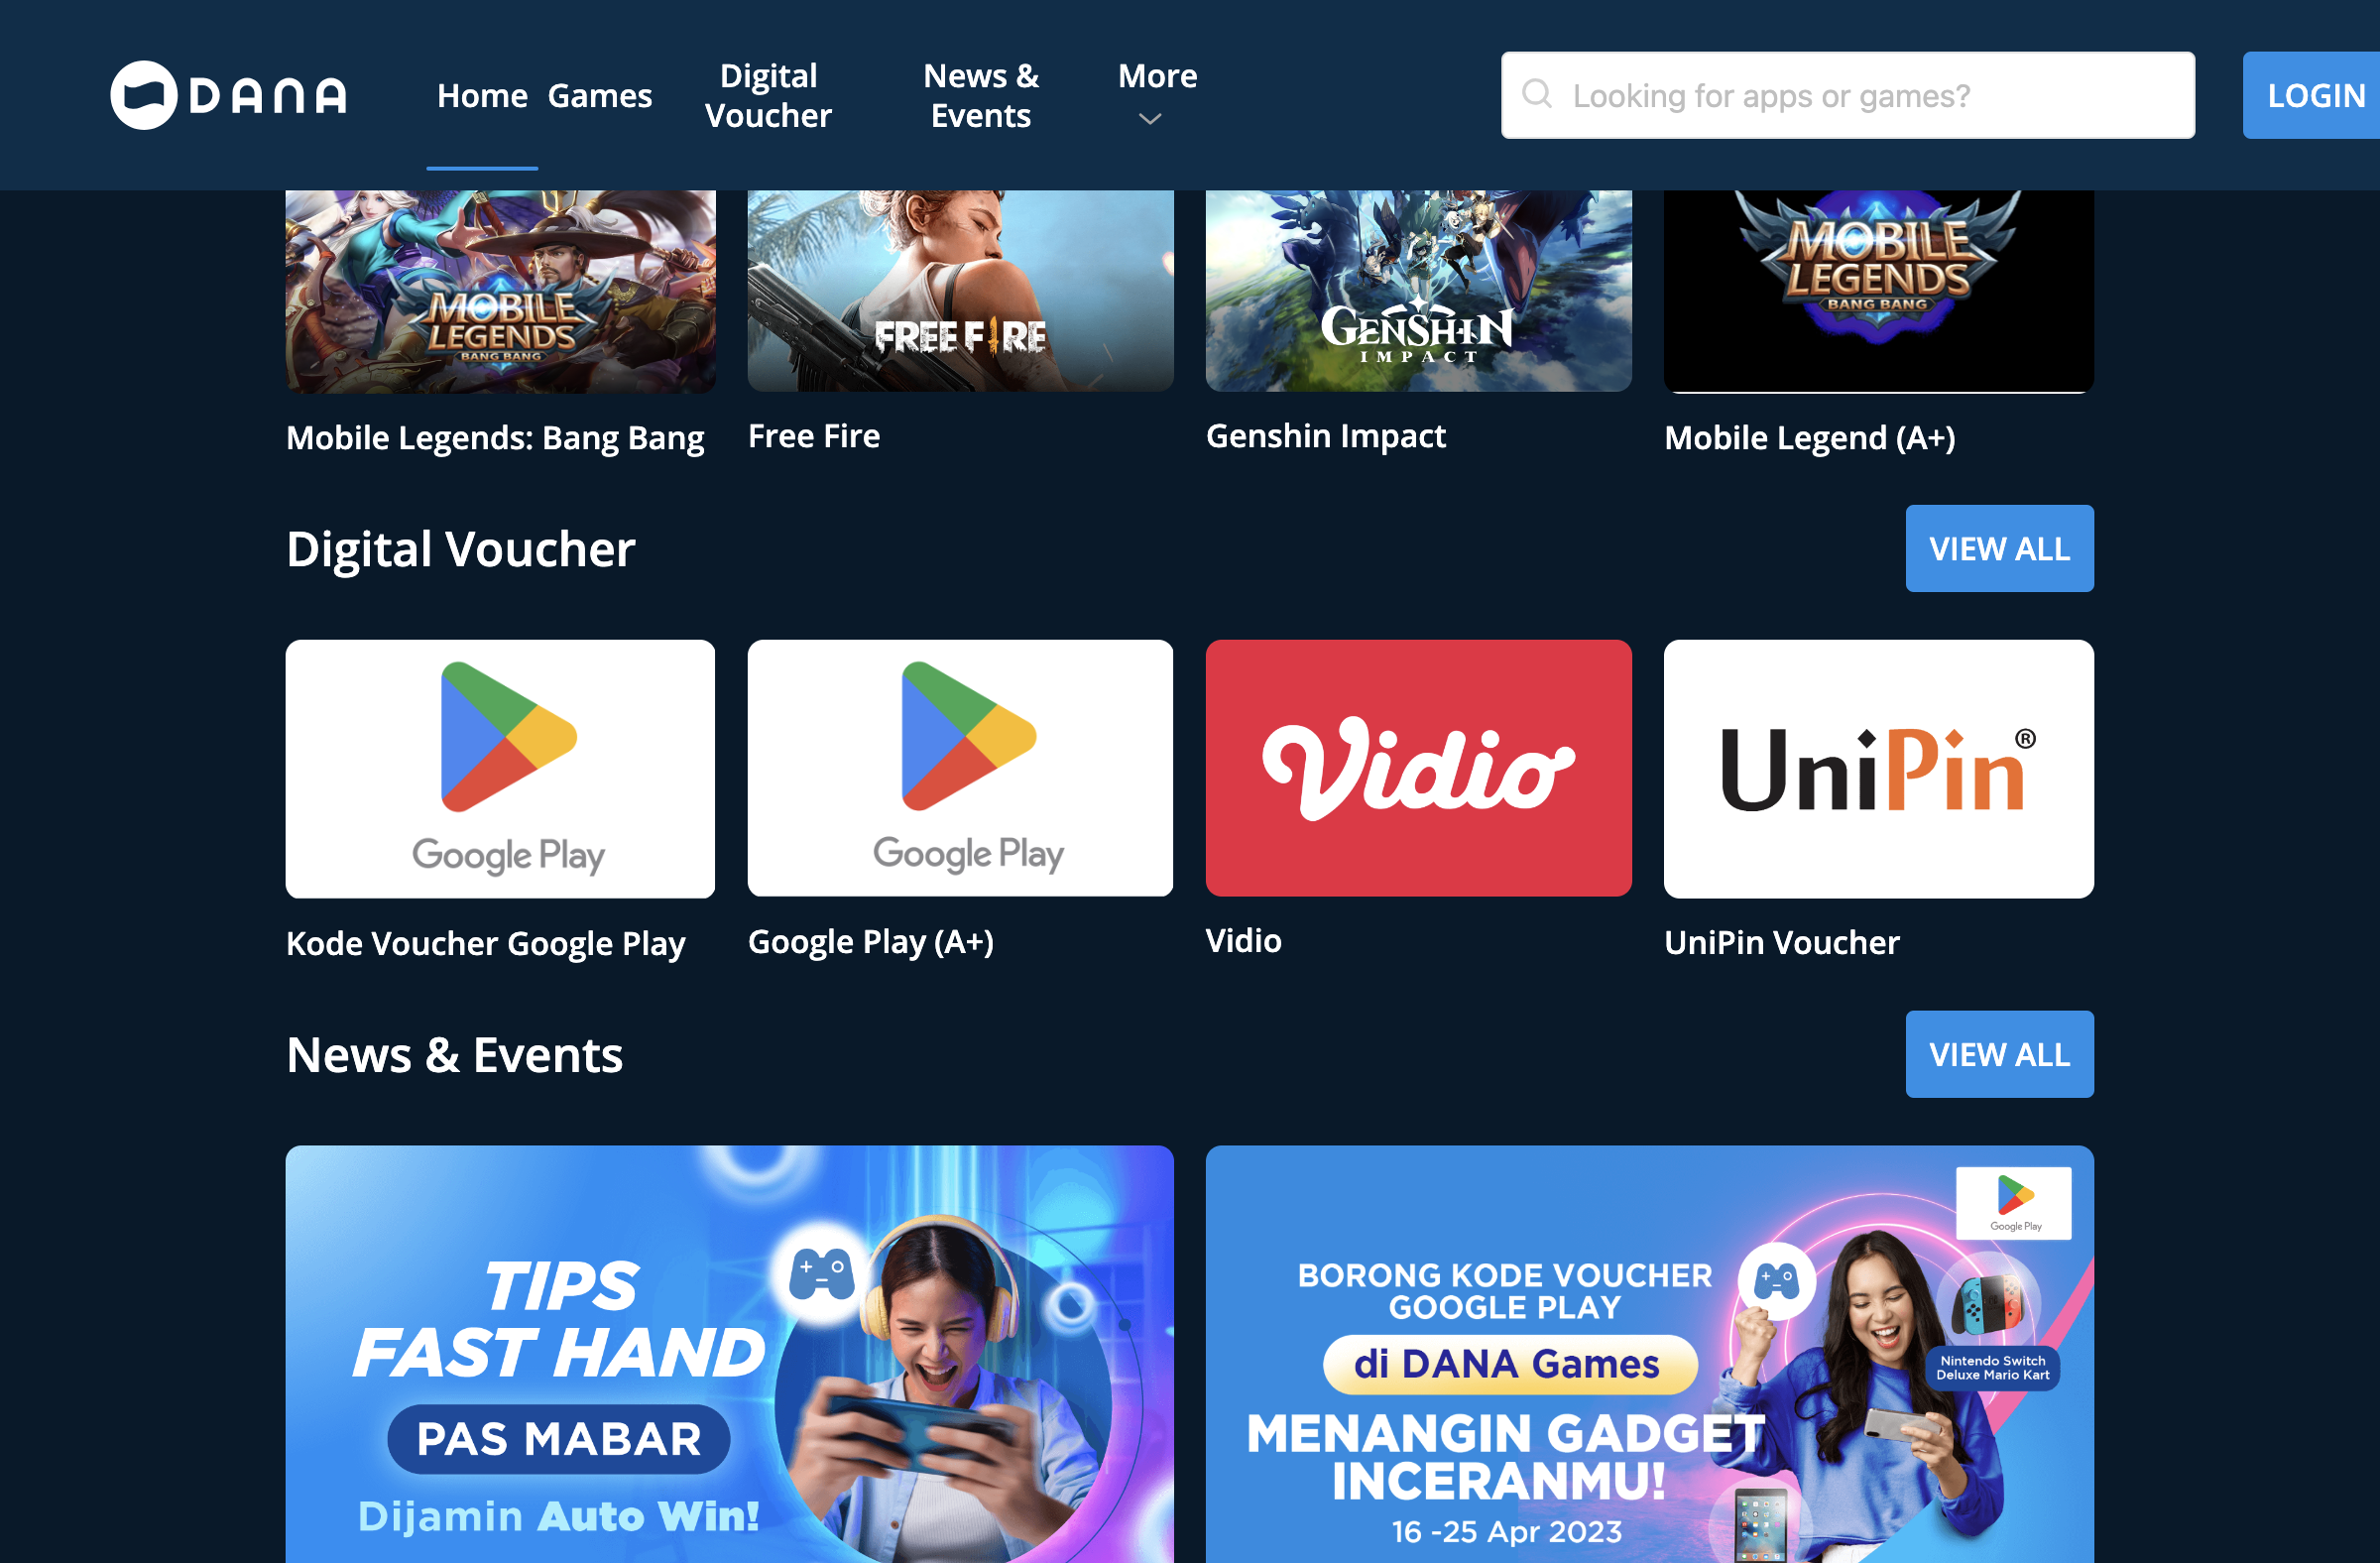 DANA
Home
Games
Digital
Voucher
News &
Events
More
Looking for apps or games?
LOGIN
MOBILE
LEGENDS
BANG BANG
FREE FIRE
GENSHIN
IMPACT
MOBILE
LEGENDS
BANG BANG
Mobile Legends: Bang Bang
Free Fire
Genshin Impact
Mobile Legend (A+)
Digital Voucher
VIEW ALL
Google Play
Google Play
Vidio
UniPin®
Kode Voucher Google Play
Google Play (A+)
Vidio
UniPin Voucher
News & Events
VIEW ALL
TIPS
FAST HAND
PAS MABAR
Dijamin Auto Win!
Google Play
BORONG KODE VOUCHER
GOOGLE PLAY
di DANA Games
Nintendo Switch
Deluxe Mario Kart
MENANGIN GADGET
INCERANMU!
16 -25 Apr 2023